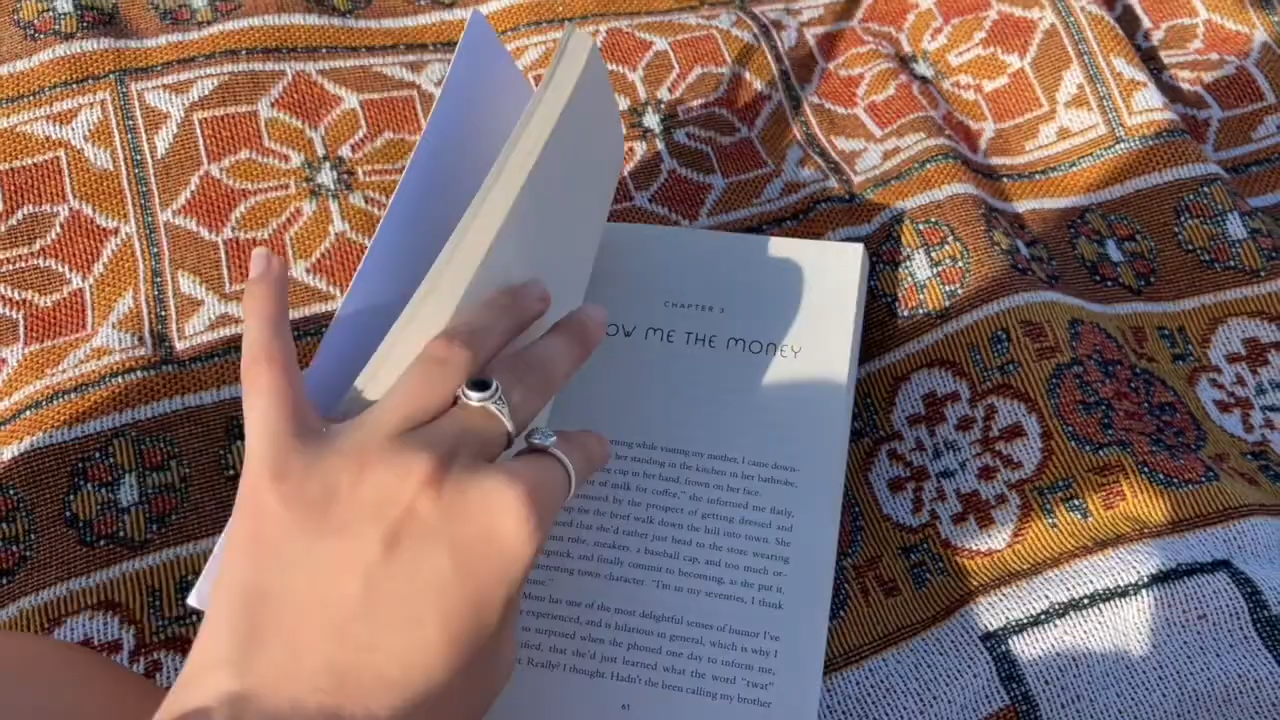 CHAPTER 3
OW ME THE MONEY
rning while visiting my mother, I came down-
her standing in the kitchen in her bathrobe,
cup in her hand, frown on her face.
of milk for coffee," she informed me flatly,
by the prospect of getting dressed and
up for the brief walk down the hill into town. She
ced that she'd rather just head to the store wearing
robe, sneakers, a baseball cap, and too much or-
pstick, and finally commit to becoming, as she put it,
nteresting town character. "I'm in my seventies, I think
time."
Mom has one of the most delightful senses of humor I've
r experienced, and is hilarious in general, which is why I
so surprised when she phoned one day to inform me,
ified, that she'd just learned what the word "twat"
t. Really? I thought. Hadn't she been calling my brother
61